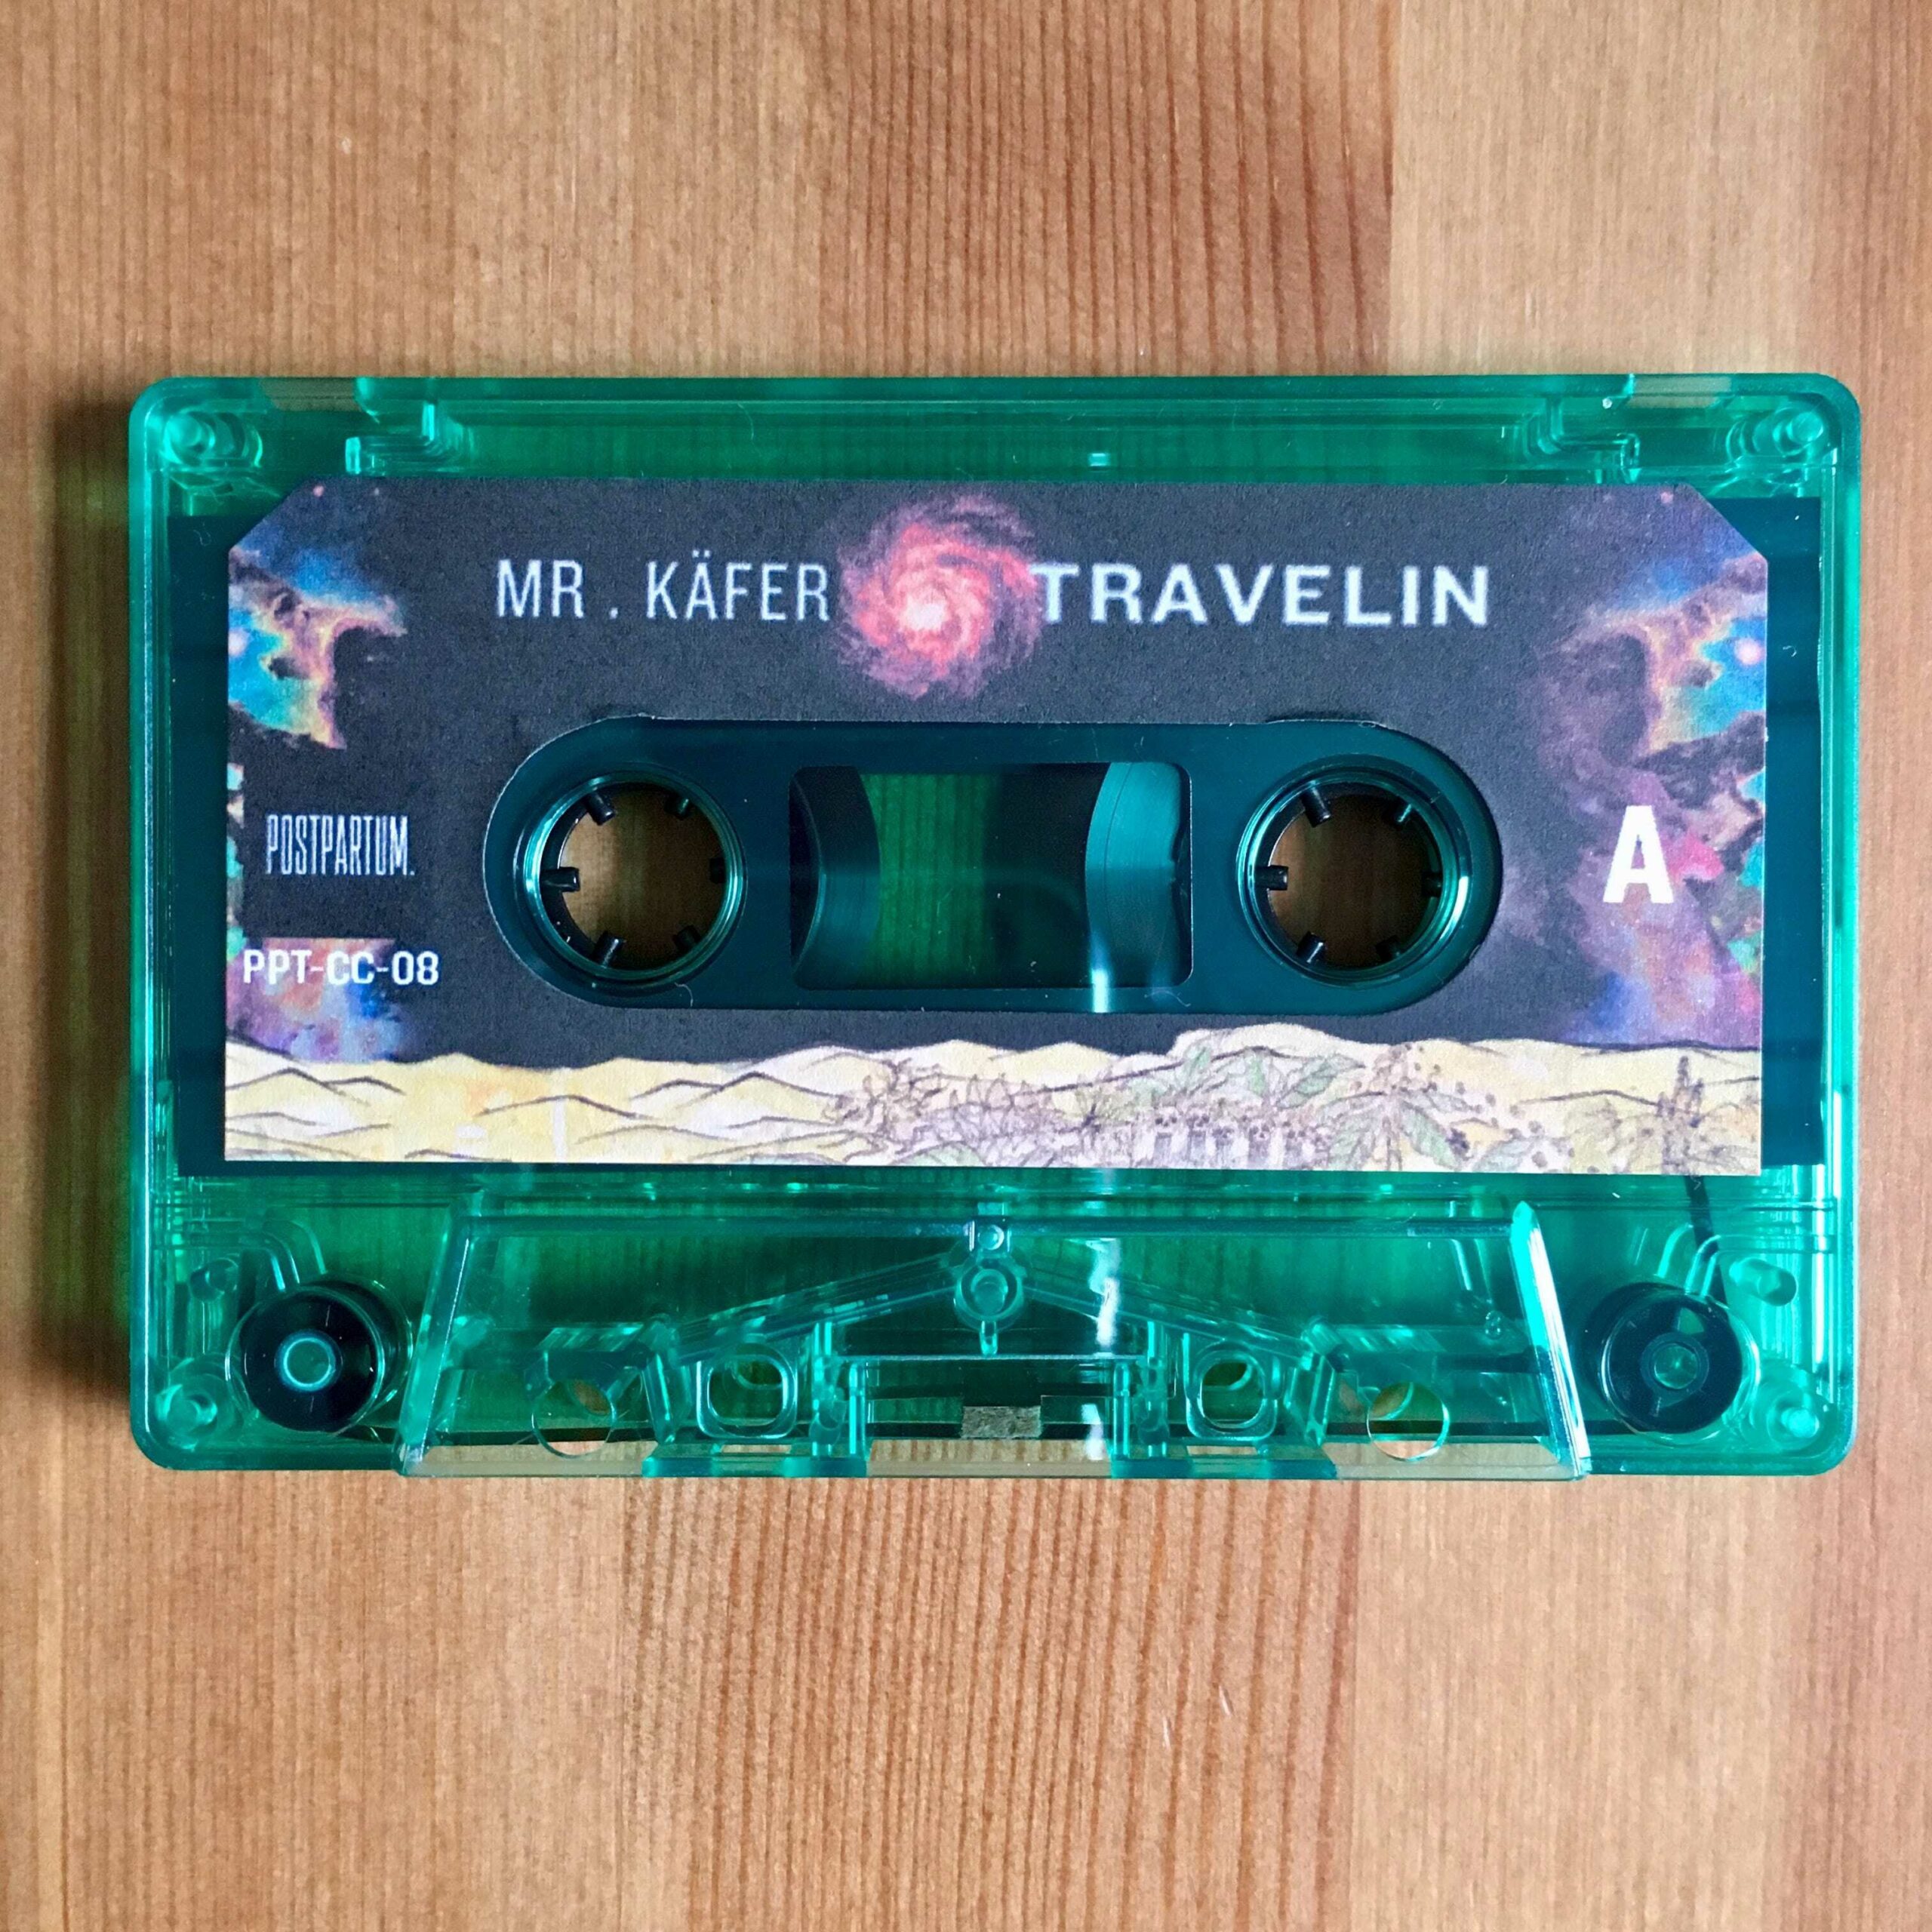 MR . KÄFER TRAVELIN
POSTPARTUM.
A
PPT-CC-08